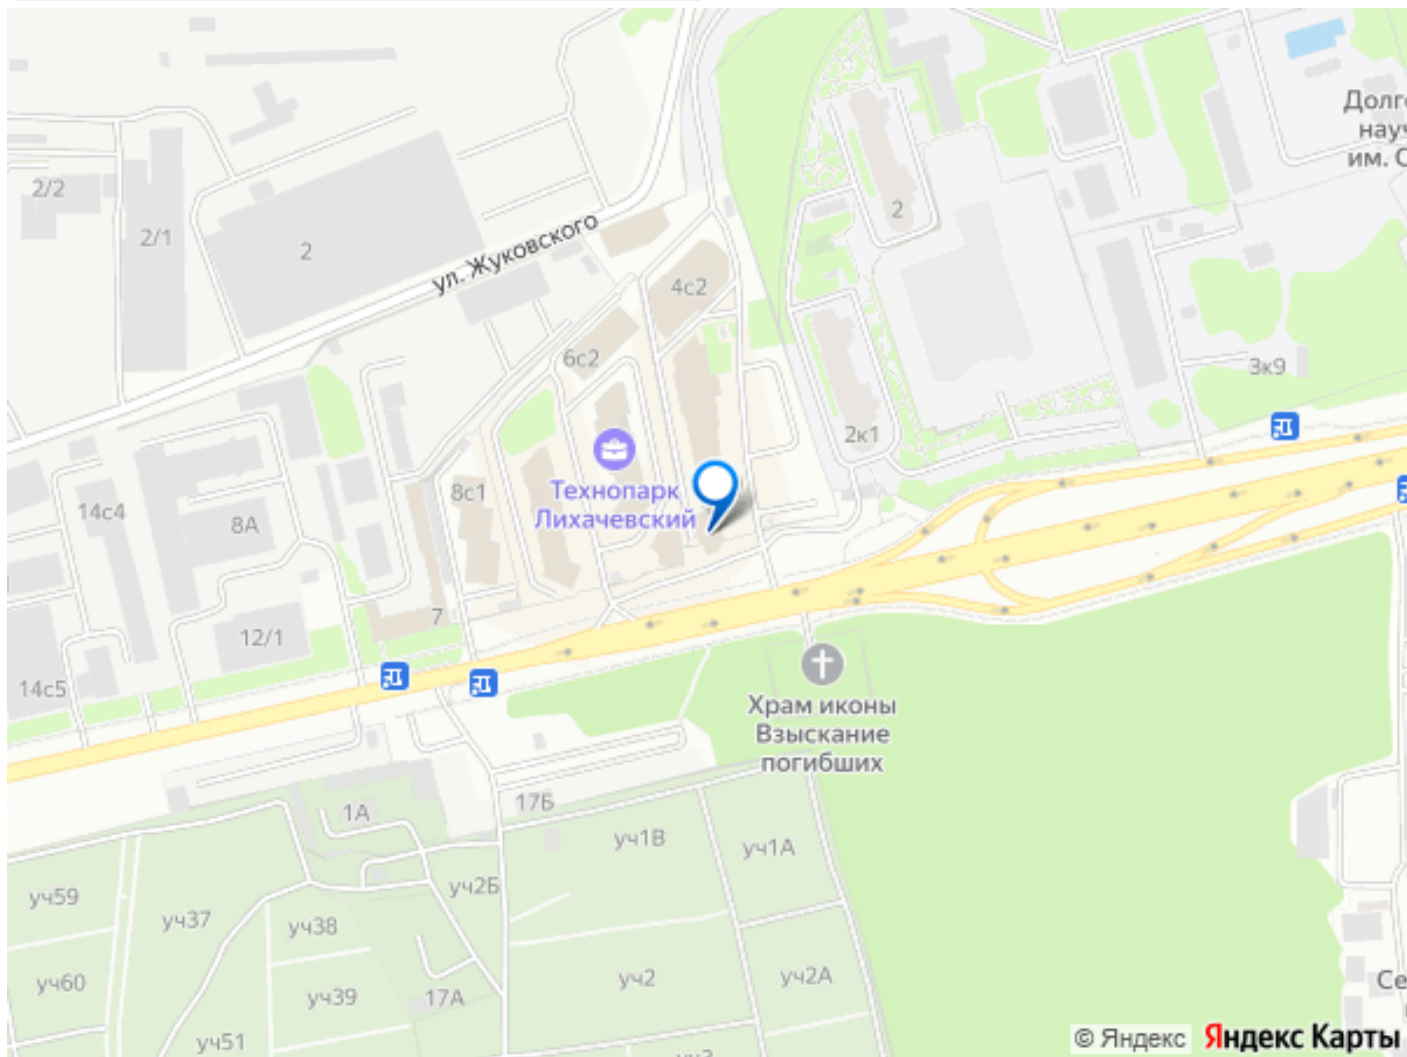 Долг
науч
им. С
2/2
2/1
2
ул. Жуковского
2
4с2
6с2
3к9
2к1
8с1
Технопарк
Лихачевский
14с4
8А
7
12/1
14с5
Храм иконы
Взыскание
погибших
17Б
1А
уч1В
уч1А
уч2Б
уч59
уч37
уч38
уч2
уч2А
уч60
уч39
17А
Се
уч51
© Яндекс
Яндекс Карты